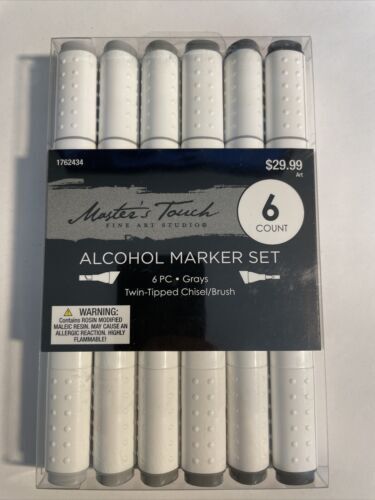 1762434
$29.99
Art
Master's Touch
FINE ART STUDIO®
6
COUNT
ALCOHOL MARKER SET
6 PC • Grays
Twin-Tipped Chisel/Brush
WARNING:
Contains ROSIN MODIFIED
MALEIC RESIN. MAY CAUSE AN
ALLERGIC REACTION. HIGHLY
FLAMMABLE!